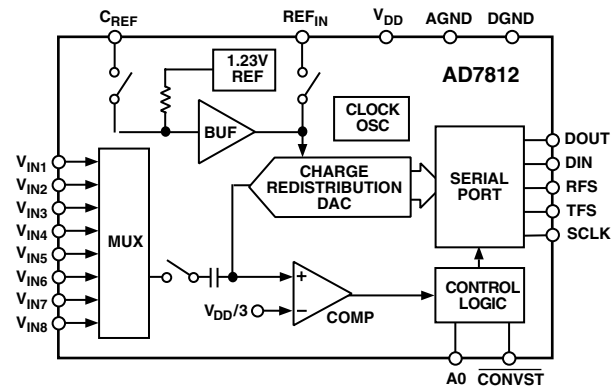 CREF
REFIN
VDD
AGND
DGND
1.23V
REF
AD7812
CLOCK
OSC
BUF
VIN1
VIN2
VIN3
VIN4
VIN5
VIN6
VIN7
VIN8
MUX
CHARGE
REDISTRIBUTION
DAC
SERIAL
PORT
DOUT
DIN
RFS
TFS
SCLK
VDD/3
+
−
COMP
CONTROL
LOGIC
A0
CONVST